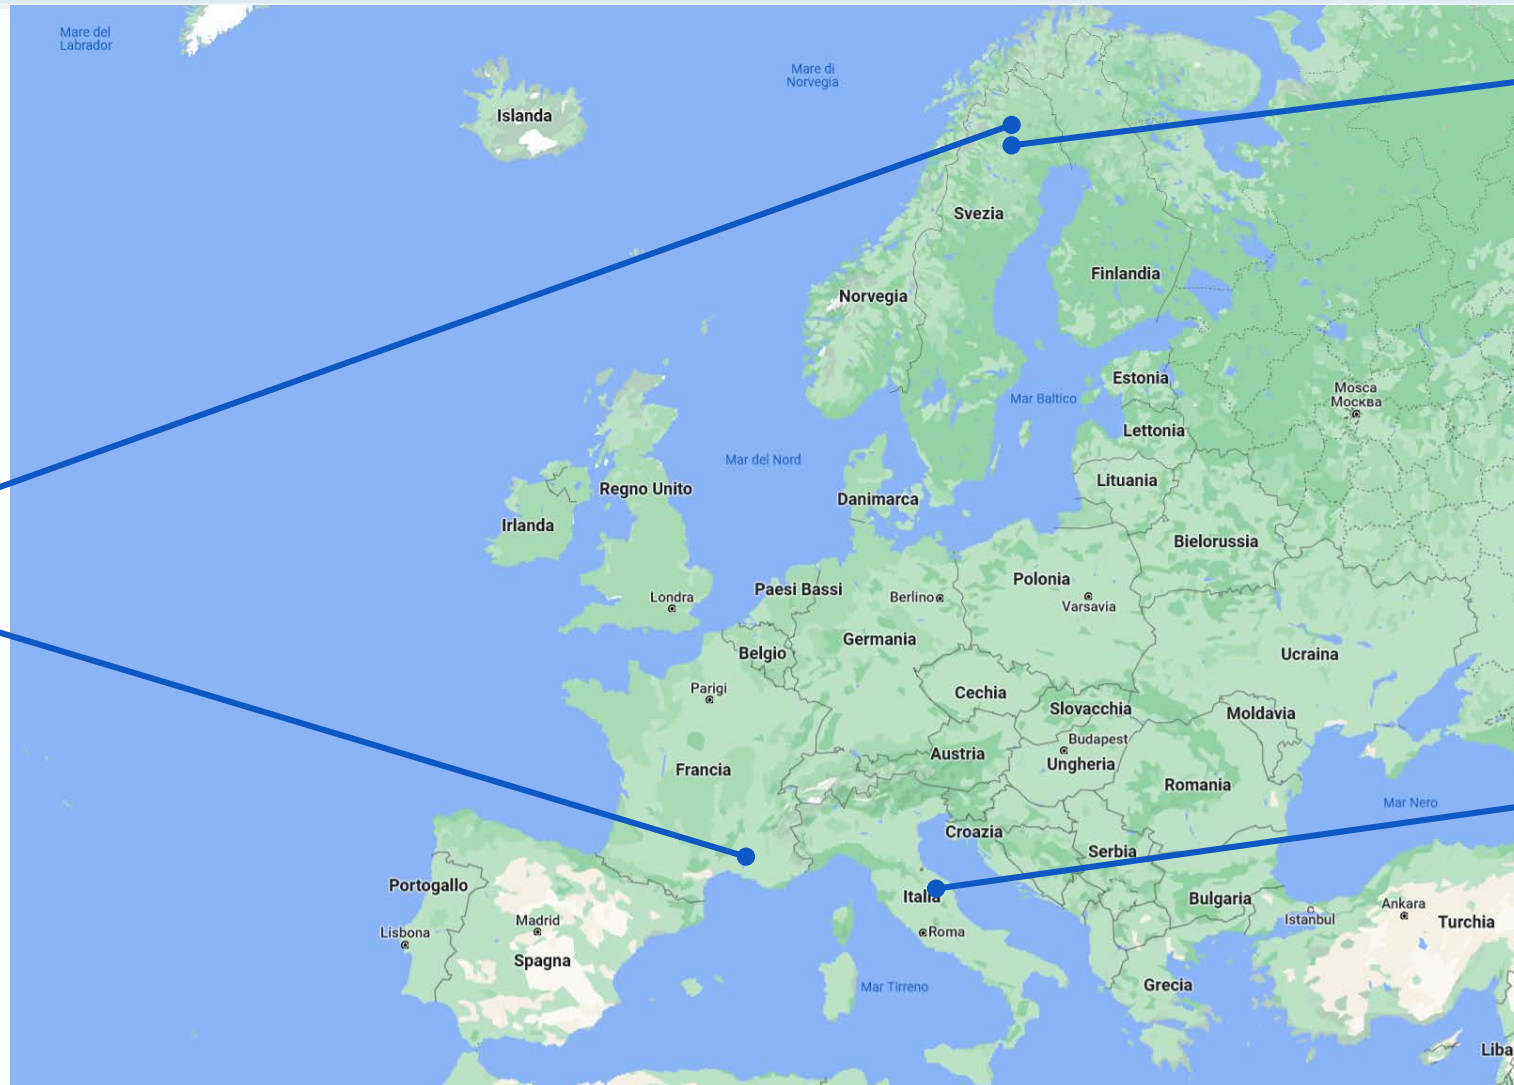 Mare del
Labrador
Mare di
Norvegia
Islanda
Svezia
Finlandia
Norvegia
Estonia
Mosca
Москва
Mar Baltico
Lettonia
Mar del Nord
Lituania
Regno Unito
Danimarca
Irlanda
Bielorussia
Polonia
Paesi Bassi
Berlino
Londra
Varsavia
Germania
Belgio
Ucraina
Parigi
Cechia
Slovacchia
Moldavia
Budapest
Austria
Ungheria
Francia
Romania
Mar Nero
Croazia
Serbia
Portogallo
Italia
Bulgaria
Ankara
Madrid
Istanbul
Turchia
Lisbona
Roma
Spagna
Grecia
Mar Tirreno
Liba